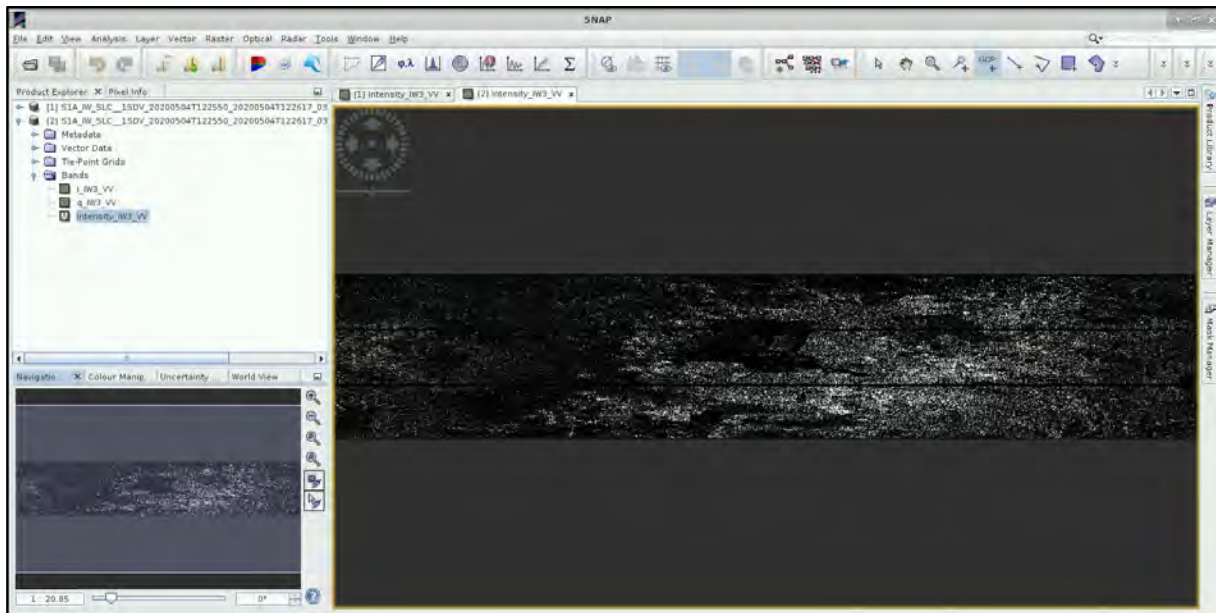 SNAP
File Edit View Analysis Layer Vector Raster Optical Radar Tools Window Help
GCP
Product Explorer X Pixel Info
[1] Intensity_IW3_VV x [2] Intensity_IW3_VV x
[1] S1A_IW_SLC__1SDV_20200504T122550_20200504T122617_03
[2] S1A_IW_SLC__1SDV_20200504T122550_20200504T122617_03
Metadata
Vector Data
Tie-Point Grids
Bands
i_IW3_VV
q_IW3_VV
Intensity_IW3_VV
Navigatio... X Colour Manip. Uncertainty ... World View
1 : 20.85
0°
Product Library
Layer Manager
Mask Manager